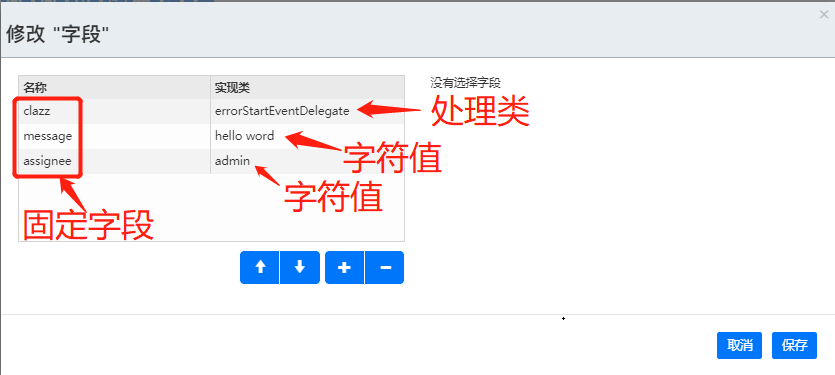 修改 "字段"
名称 实现类 没有选择字段
clazz errorStartEventDelegate 处理类
message hello word
字符值
assignee admin
字符值
固定字段
取消 保存